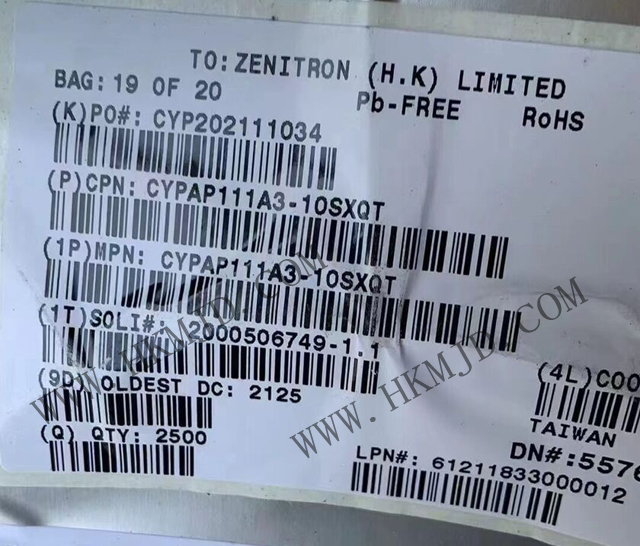 TO: ZENITRON (H.K) LIMITED
BAG: 19 OF 20
Pb-FREE RoHS
(K)PO#: CYP202111034
(P)CPN: CYPAP111A3-10SXQT
(1P)MPN: CYPAP111A3-10SXQT
(1T)SOLI#: 2000506749-1.1
(4L)COO
(9D) OLDEST DC: 2125
TAIWAN
(Q) QTY: 2500
DN#:5576
LPN#: 61211833000012
WWW.HKMJD.COM
WWW.HKMJD.COM